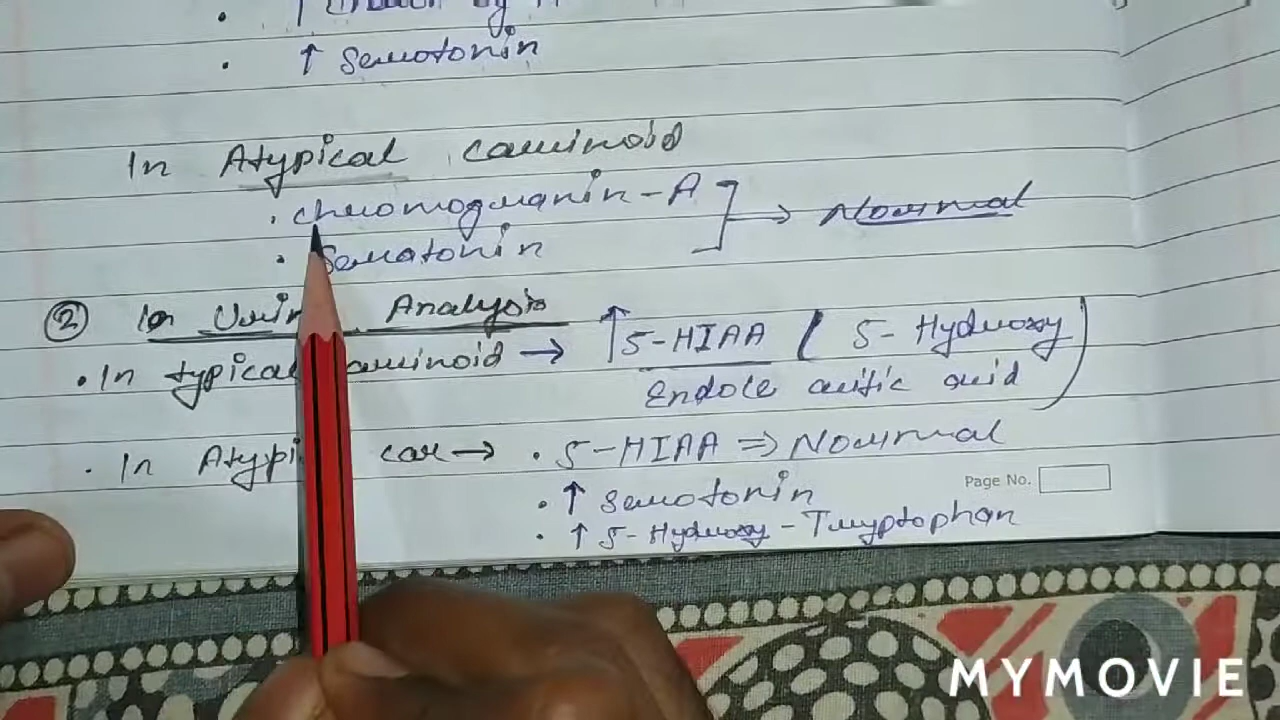 • ↑
• ↑ Serotonin
In Atypical carcinoid
• chromogranin-A
• Serotonin
→ Normal
② In Urin Analysis
• In typical carcinoid → ↑ 5-HIAA ( 5-Hydroxy
Endole acitic acid )
• In Atypi car → • 5-HIAA ⇒ Normal
• ↑ Serotonin
• ↑ 5-Hydroxy-Tryptophan
Page No.
MYMOVIE